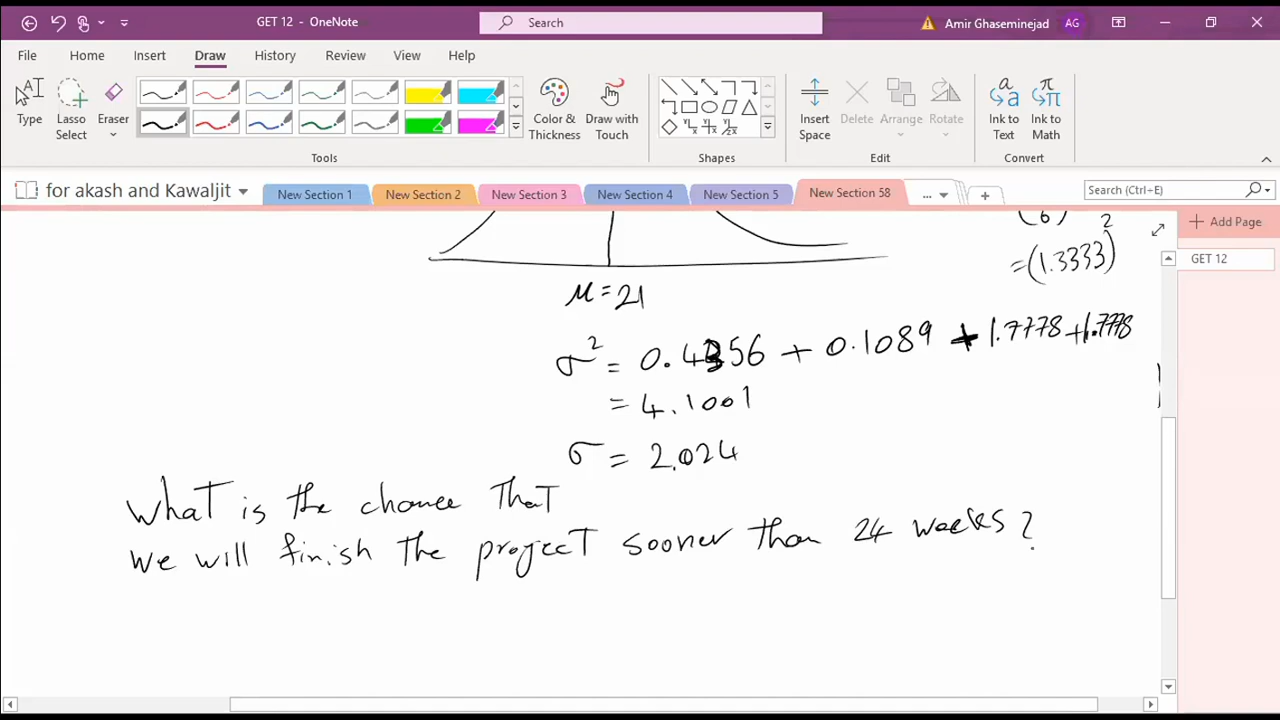 GET 12 - OneNote
Search
Amir Ghaseminejad
AG
File Home Insert Draw History Review View Help
Type
Lasso Select
Eraser
Color & Thickness
Draw with Touch
Insert Space
Delete
Arrange
Rotate
Ink to Text
Ink to Math
Tools
Shapes
Edit
Convert
for akash and Kawaljit
New Section 1
New Section 2
New Section 3
New Section 4
New Section 5
New Section 58
...
+
Search (Ctrl+E)
Add Page
GET 12
(6)²
=(1.3333)
μ=21
σ² = 0.4356 + 0.1089 + 1.7778+1.7778
= 4.1001
σ = 2.024
What is the chance that
we will finish the project sooner than 24 weeks?